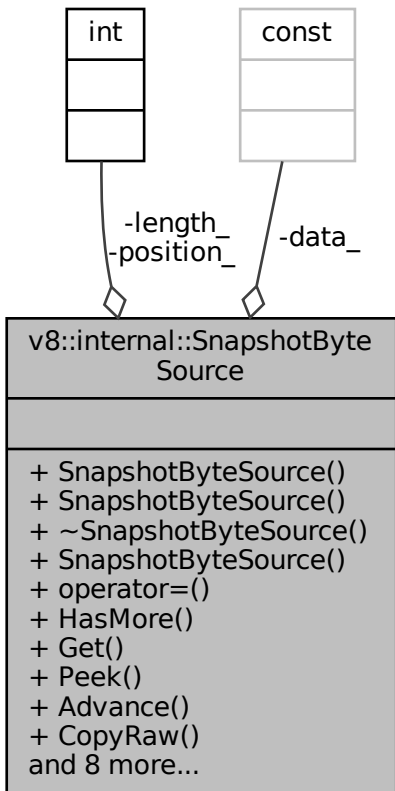 int
const
-length_
-position_
-data_
v8::internal::SnapshotByte
Source
+ SnapshotByteSource()
+ SnapshotByteSource()
+ ~SnapshotByteSource()
+ SnapshotByteSource()
+ operator=()
+ HasMore()
+ Get()
+ Peek()
+ Advance()
+ CopyRaw()
and 8 more...